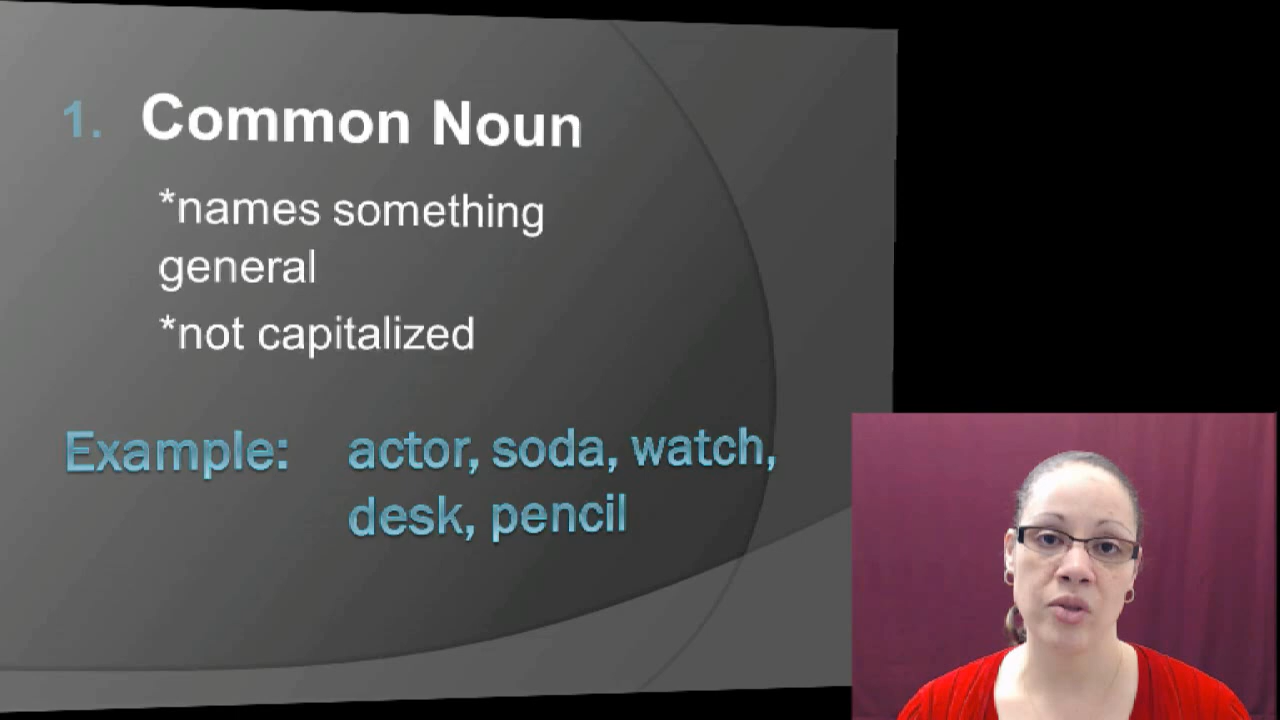 1. Common Noun
*names something
general
*not capitalized
Example: actor, soda, watch,
desk, pencil